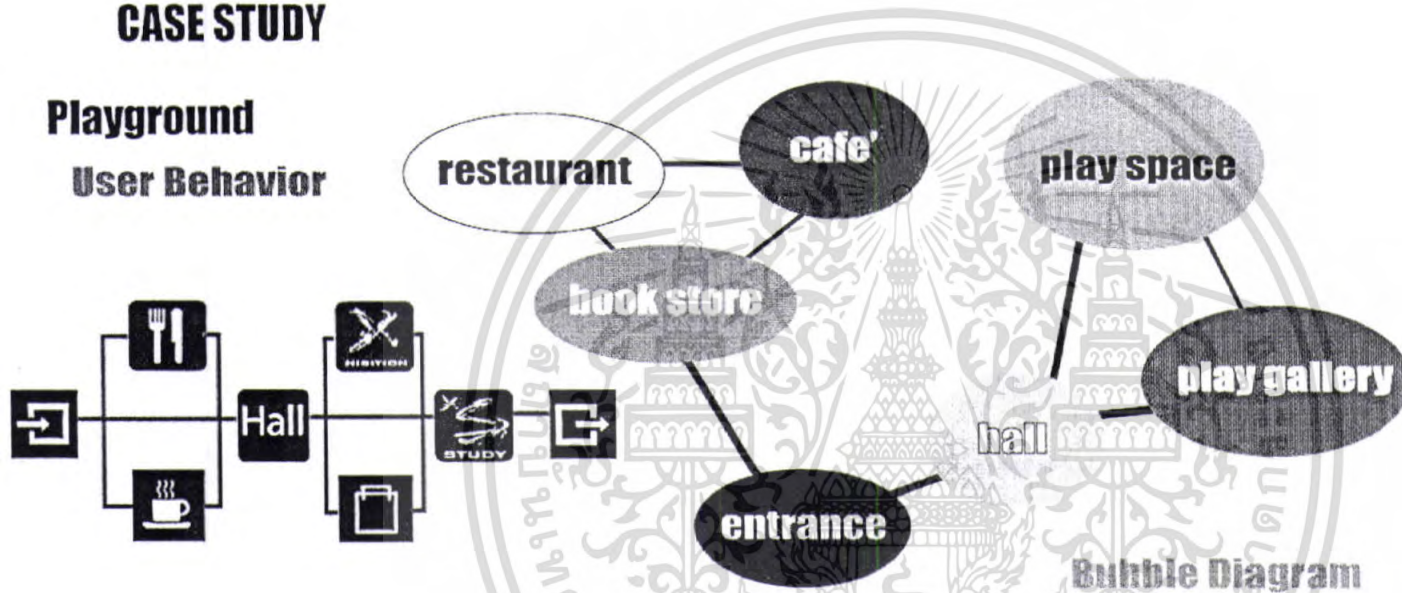 CASE STUDY
Playground
User Behavior
restaurant
cafe'
play space
book store
play gallery
hall
entrance
Hall
NISITION
STUDY
Bubble Diagram